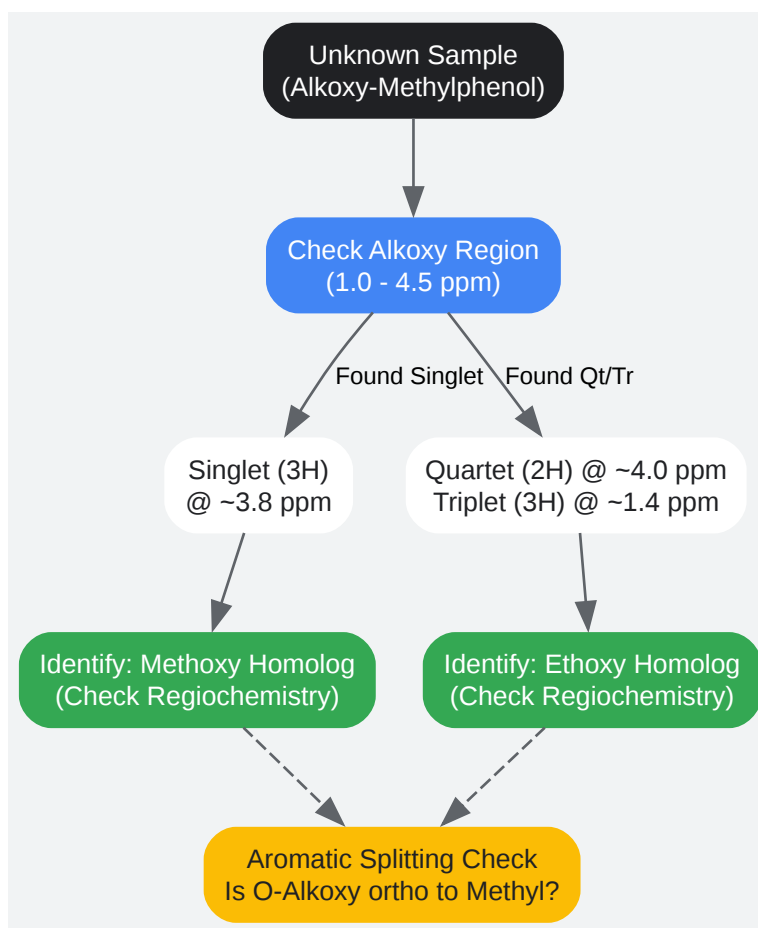 Unknown Sample
(Alkoxy-Methylphenol)
Check Alkoxy Region
(1.0 - 4.5 ppm)
Found Singlet
Found Qt/Tr
Singlet (3H)
@ ~3.8 ppm
Quartet (2H) @ ~4.0 ppm
Triplet (3H) @ ~1.4 ppm
Identify: Methoxy Homolog
(Check Regiochemistry)
Identify: Ethoxy Homolog
(Check Regiochemistry)
Aromatic Splitting Check
Is O-Alkoxy ortho to Methyl?